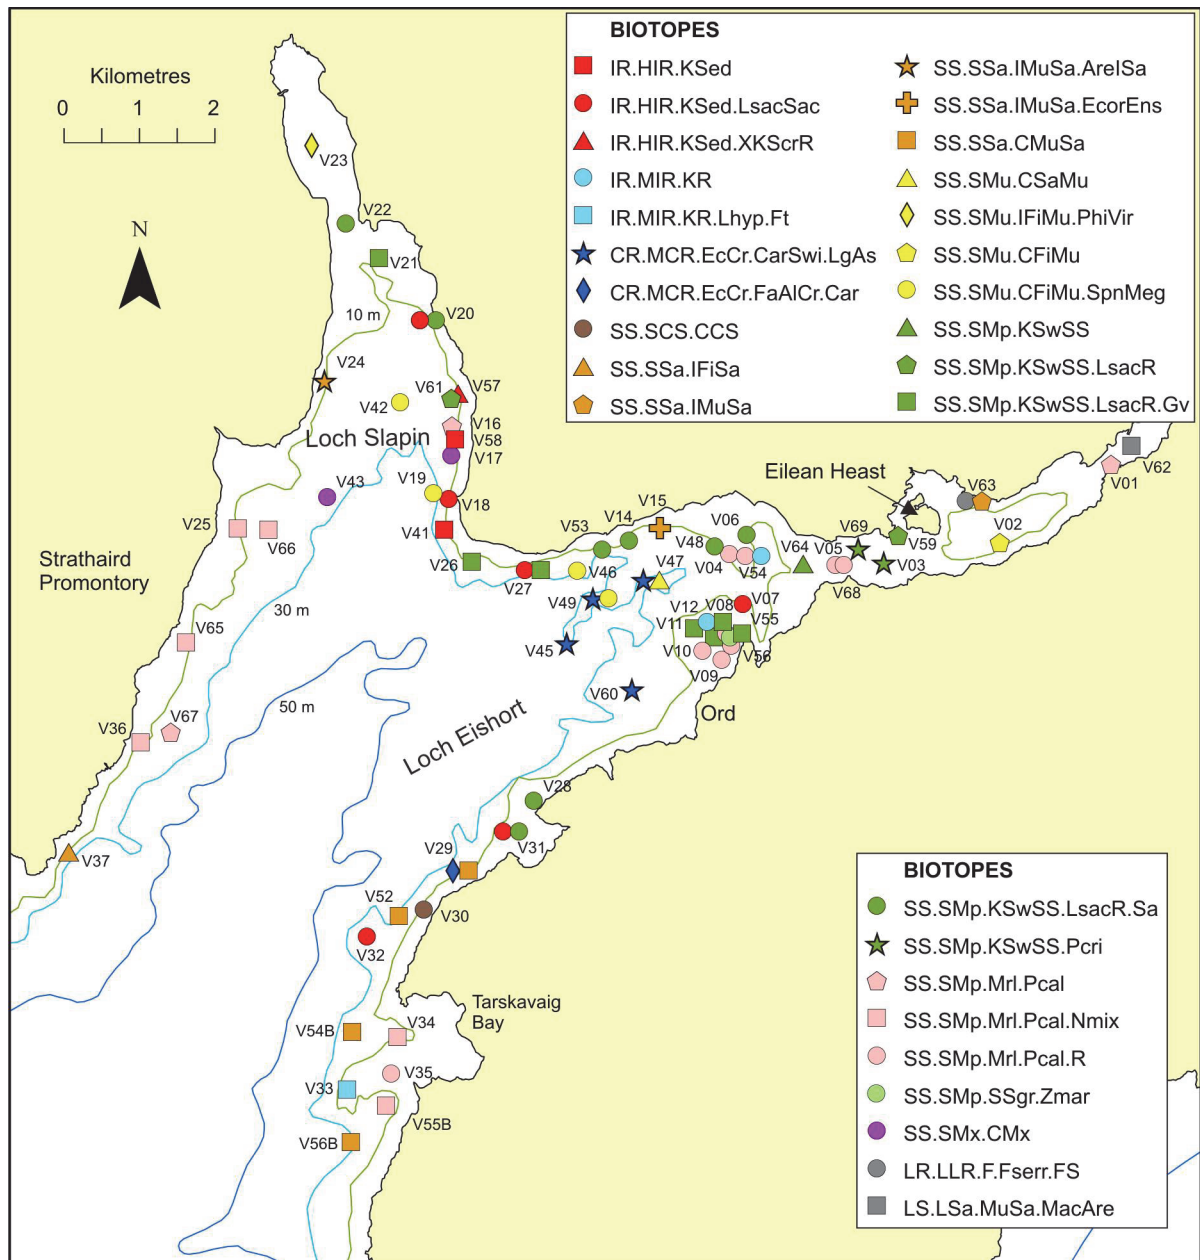 Kilometres
0 1 2
N
BIOTOPES
IR.HIR.KSed
IR.HIR.KSed.LsacSac
IR.HIR.KSed.XKScrR
IR.MIR.KR
IR.MIR.KR.Lhyp.Ft
CR.MCR.EcCr.CarSwi.LgAs
CR.MCR.EcCr.FaAlCr.Car
SS.SCS.CCS
SS.SSa.IFiSa
SS.SSa.IMuSa
SS.SSa.IMuSa.AreISa
SS.SSa.IMuSa.EcorEns
SS.SSa.CMuSa
SS.SMu.CSaMu
SS.SMu.IFiMu.PhiVir
SS.SMu.CFiMu
SS.SMu.CFiMu.SpnMeg
SS.SMp.KSwSS
SS.SMp.KSwSS.LsacR
SS.SMp.KSwSS.LsacR.Gv
V23
V22
V21
10 m
V20
V24
V61
V57
V42
V16
Loch Slapin
V58
V17
V43
V19
V18
V25
V66
V41
V26
V27
V53
V14
V15
V48
V06
V46
V47
V04
V54
V64
V05
V69
V68
V03
V59
Eilean Heast
V63
V02
V01
V62
Strathaird
Promontory
30 m
V49
V45
V12
V08
V07
V11
V55
V10
V56
V09
V65
V60
50 m
Ord
V36
V67
Loch Eishort
V28
V31
V37
V29
V52
V30
V32
Tarskavaig
Bay
V54B
V34
V33
V35
V55B
V56B
BIOTOPES
SS.SMp.KSwSS.LsacR.Sa
SS.SMp.KSwSS.Pcri
SS.SMp.Mrl.Pcal
SS.SMp.Mrl.Pcal.Nmix
SS.SMp.Mrl.Pcal.R
SS.SMp.SSgr.Zmar
SS.SMx.CMx
LR.LLR.F.Fserr.FS
LS.LSa.MuSa.MacAre